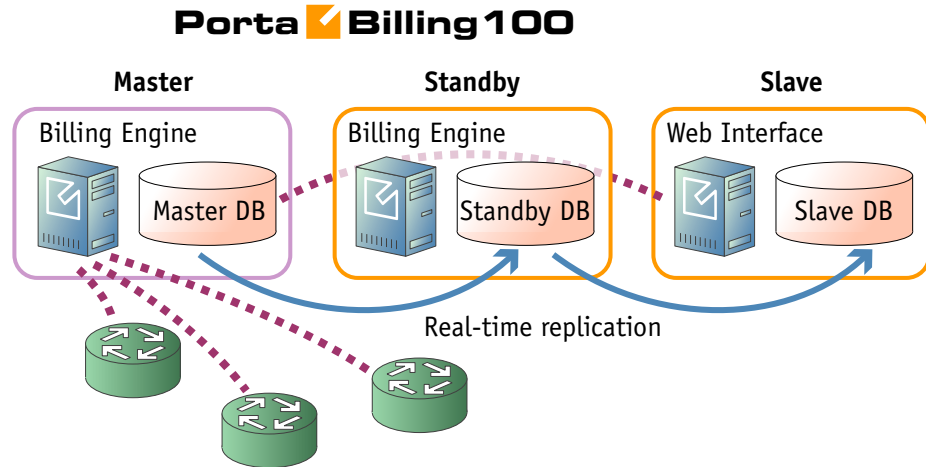 Porta Billing100
Master
Standby
Slave
Billing Engine
Billing Engine
Web Interface
Master DB
Standby DB
Slave DB
Real-time replication